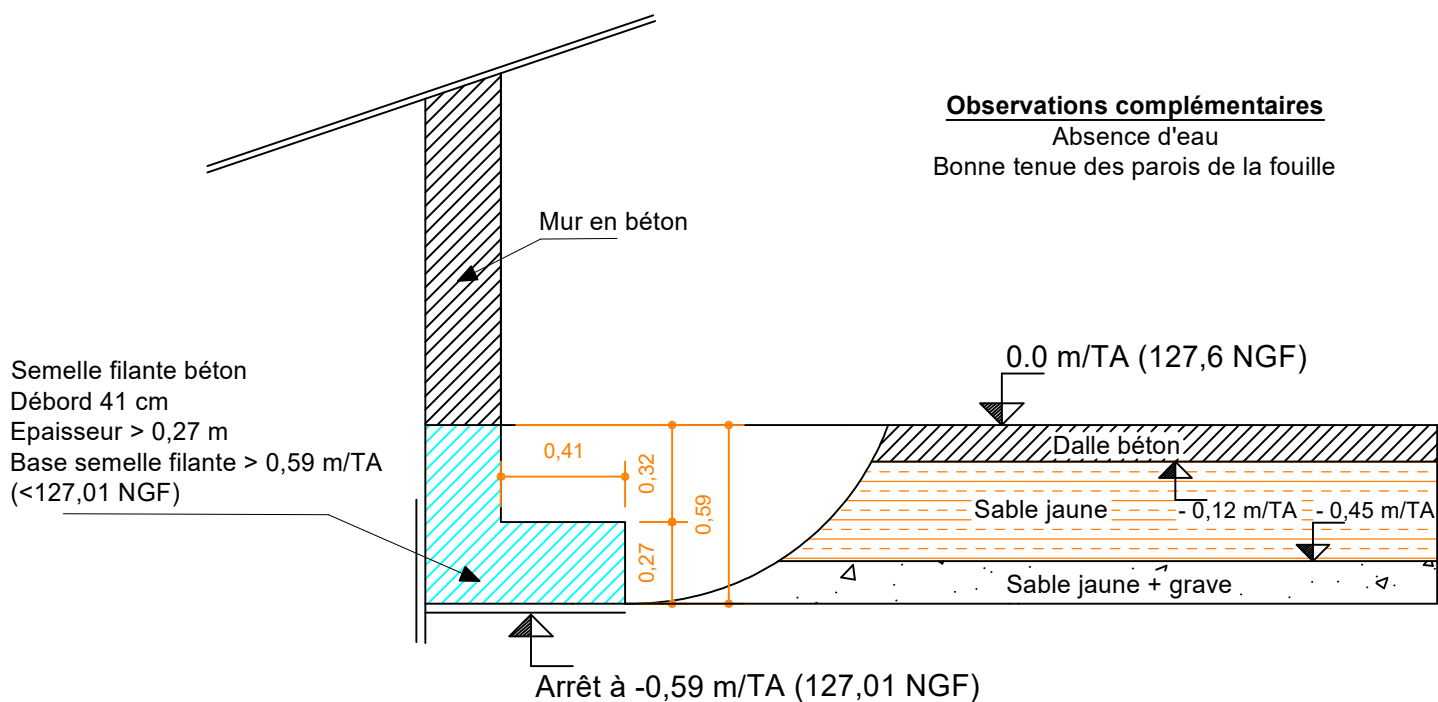 Observations complémentaires
Absence d'eau
Bonne tenue des parois de la fouille
Mur en béton
0.0 m/TA (127,6 NGF)
Semelle filante béton
Débord 41 cm
Epaisseur > 0,27 m
Base semelle filante > 0,59 m/TA
(<127,01 NGF)
0,41
0,32
0,59
0,27
Dalle béton
Sable jaune
- 0,12 m/TA
- 0,45 m/TA
Sable jaune + grave
Arrêt à -0,59 m/TA (127,01 NGF)